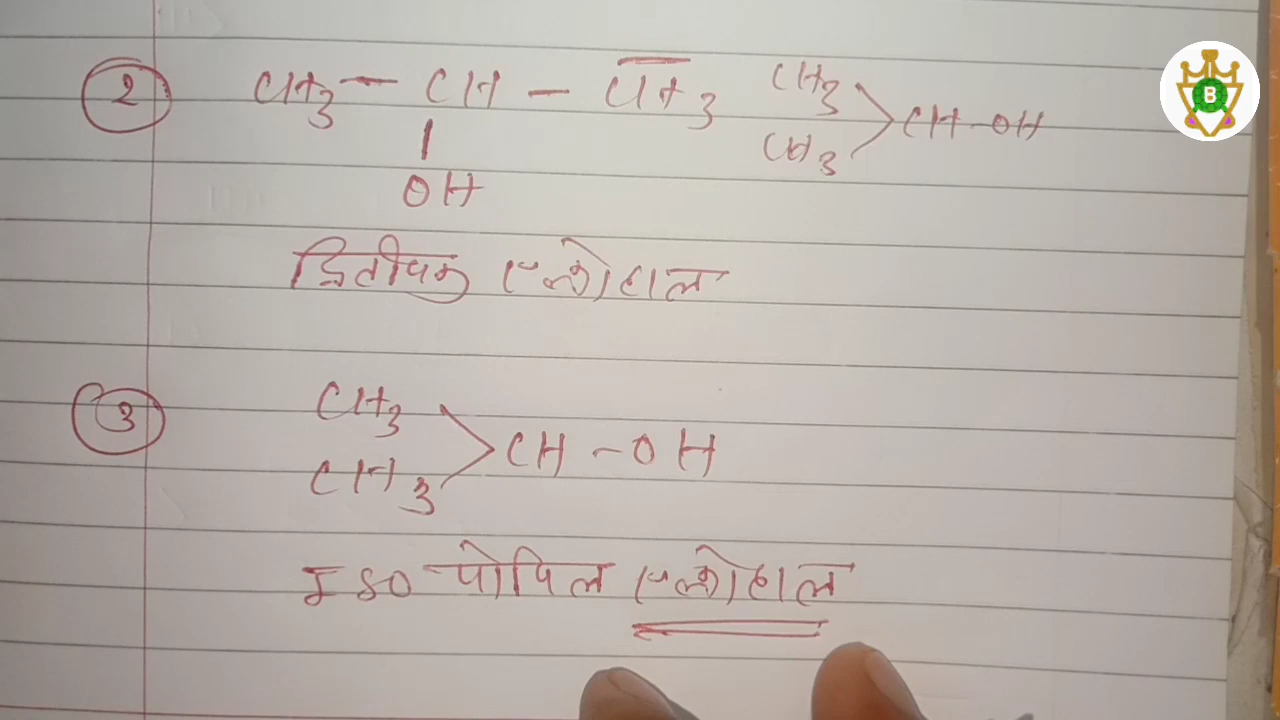 2 CH3 - CH - CH3 CH3
CH3 > CH-OH
|
OH
द्वितीयक एल्कोहाल
3 CH3
CH3 > CH - OH
Iso पोपिल एल्कोहाल
B